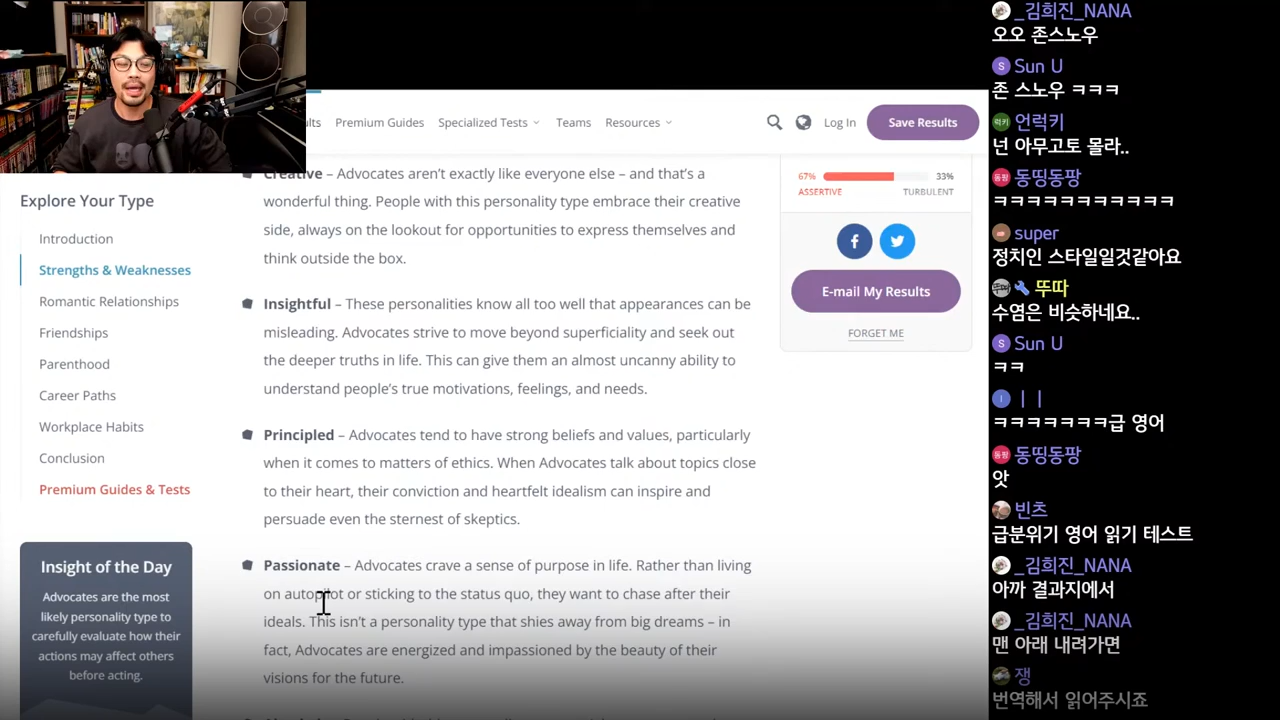 Premium Guides
Specialized Tests
Teams
Resources
Log In
Save Results
Explore Your Type
Introduction
Strengths & Weaknesses
Romantic Relationships
Friendships
Parenthood
Career Paths
Workplace Habits
Conclusion
Premium Guides & Tests
Insight of the Day
Advocates are the most
likely personality type to
carefully evaluate how their
actions may affect others
before acting.
Creative – Advocates aren't exactly like everyone else – and that's a
wonderful thing. People with this personality type embrace their creative
side, always on the lookout for opportunities to express themselves and
think outside the box.
Insightful – These personalities know all too well that appearances can be
misleading. Advocates strive to move beyond superficiality and seek out
the deeper truths in life. This can give them an almost uncanny ability to
understand people's true motivations, feelings, and needs.
Principled – Advocates tend to have strong beliefs and values, particularly
when it comes to matters of ethics. When Advocates talk about topics close
to their heart, their conviction and heartfelt idealism can inspire and
persuade even the sternest of skeptics.
Passionate – Advocates crave a sense of purpose in life. Rather than living
on autopilot or sticking to the status quo, they want to chase after their
ideals. This isn't a personality type that shies away from big dreams – in
fact, Advocates are energized and impassioned by the beauty of their
visions for the future.
67% 33%
ASSERTIVE TURBULENT
E-mail My Results
FORGET ME
_김희진_NANA
오오 존스노우
S Sun U
존 스노우 ㅋㅋㅋ
럭키 언럭키
넌 아무고토 몰라..
동띵 동띵동팡
ㅋㅋㅋㅋㅋㅋㅋㅋㅋㅋㅋ
super
정치인 스타일일것같아요
뚜따
수염은 비슷하네요..
S Sun U
ㅋㅋ
I ㅣㅣ
ㅋㅋㅋㅋㅋㅋㅋ급 영어
동띵동팡
앗
빈츠
급분위기 영어 읽기 테스트
_김희진_NANA
아까 결과지에서
_김희진_NANA
맨 아래 내려가면
쟁
번역해서 읽어주시죠